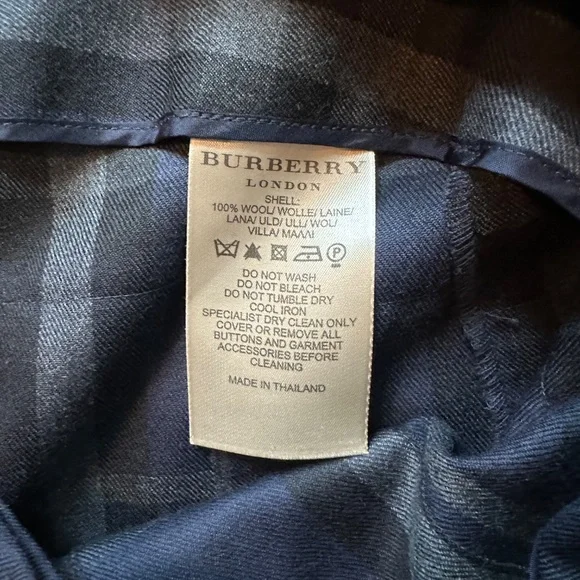 BURBERRY
LONDON
SHELL:
100% WOOL/ WOLLE/ LAINE/
LANA/ ULD/ ULL/ WOL/
VILLA/ ΜΑΛΛΙ
P
DO NOT WASH
DO NOT BLEACH
DO NOT TUMBLE DRY
COOL IRON
SPECIALIST DRY CLEAN ONLY
COVER OR REMOVE ALL
BUTTONS AND GARMENT
ACCESSORIES BEFORE
CLEANING
MADE IN THAILAND